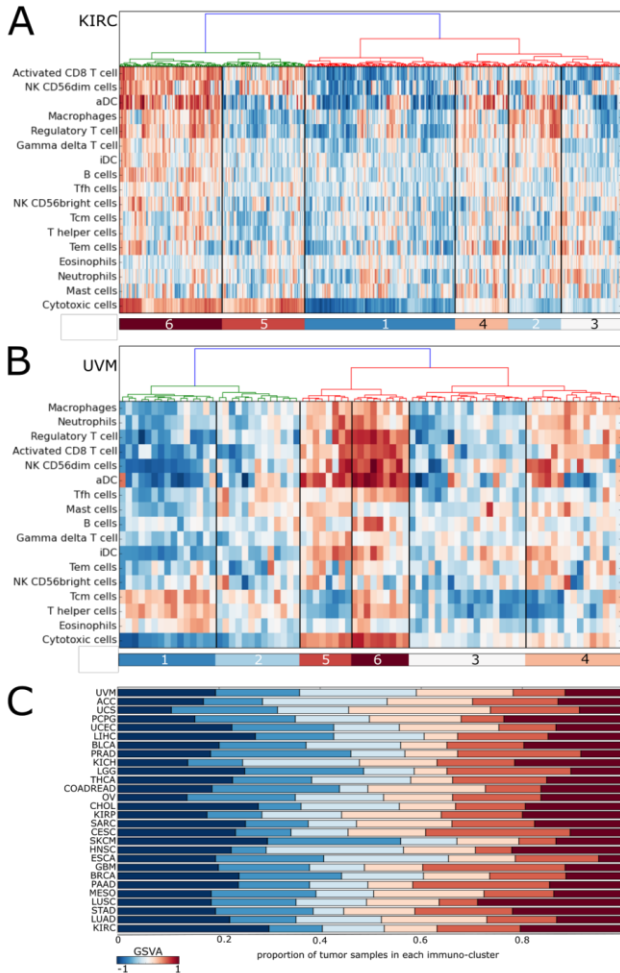 A
KIRC
Activated CD8 T cell
NK CD56dim cells
aDC
Macrophages
Regulatory T cell
Gamma delta T cell
iDC
B cells
Tfh cells
NK CD56bright cells
Tcm cells
T helper cells
Tem cells
Eosinophils
Neutrophils
Mast cells
Cytotoxic cells
6 5 1 4 2 3
B
UVM
Macrophages
Neutrophils
Regulatory T cell
Activated CD8 T cell
NK CD56dim cells
aDC
Tfh cells
Mast cells
B cells
Gamma delta T cell
iDC
Tem cells
NK CD56bright cells
Tcm cells
T helper cells
Eosinophils
Cytotoxic cells
1 2 5 6 3 4
C
UVM
ACC
UCS
PCPG
UCEC
LIHC
BLCA
PRAD
KICH
LGG
THCA
COADREAD
OV
CHOL
KIRP
SARC
CESC
SKCM
HNSC
ESCA
GBM
BRCA
PAAD
MESO
LUSC
STAD
LUAD
KIRC
0 0.2 0.4 0.6 0.8
GSVA
-1 1
proportion of tumor samples in each immuno-cluster